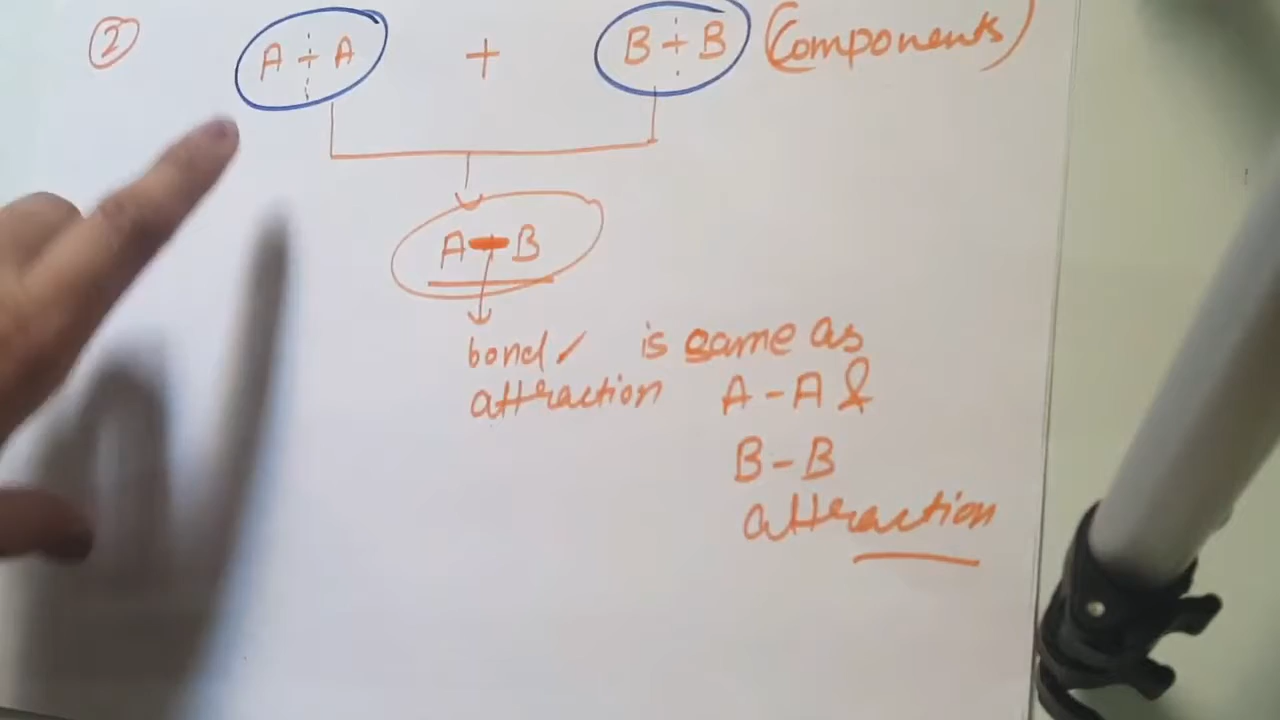 ② A + A + B + B (Components)
A - B
bond/ is same as
attraction A - A &
B - B
attraction